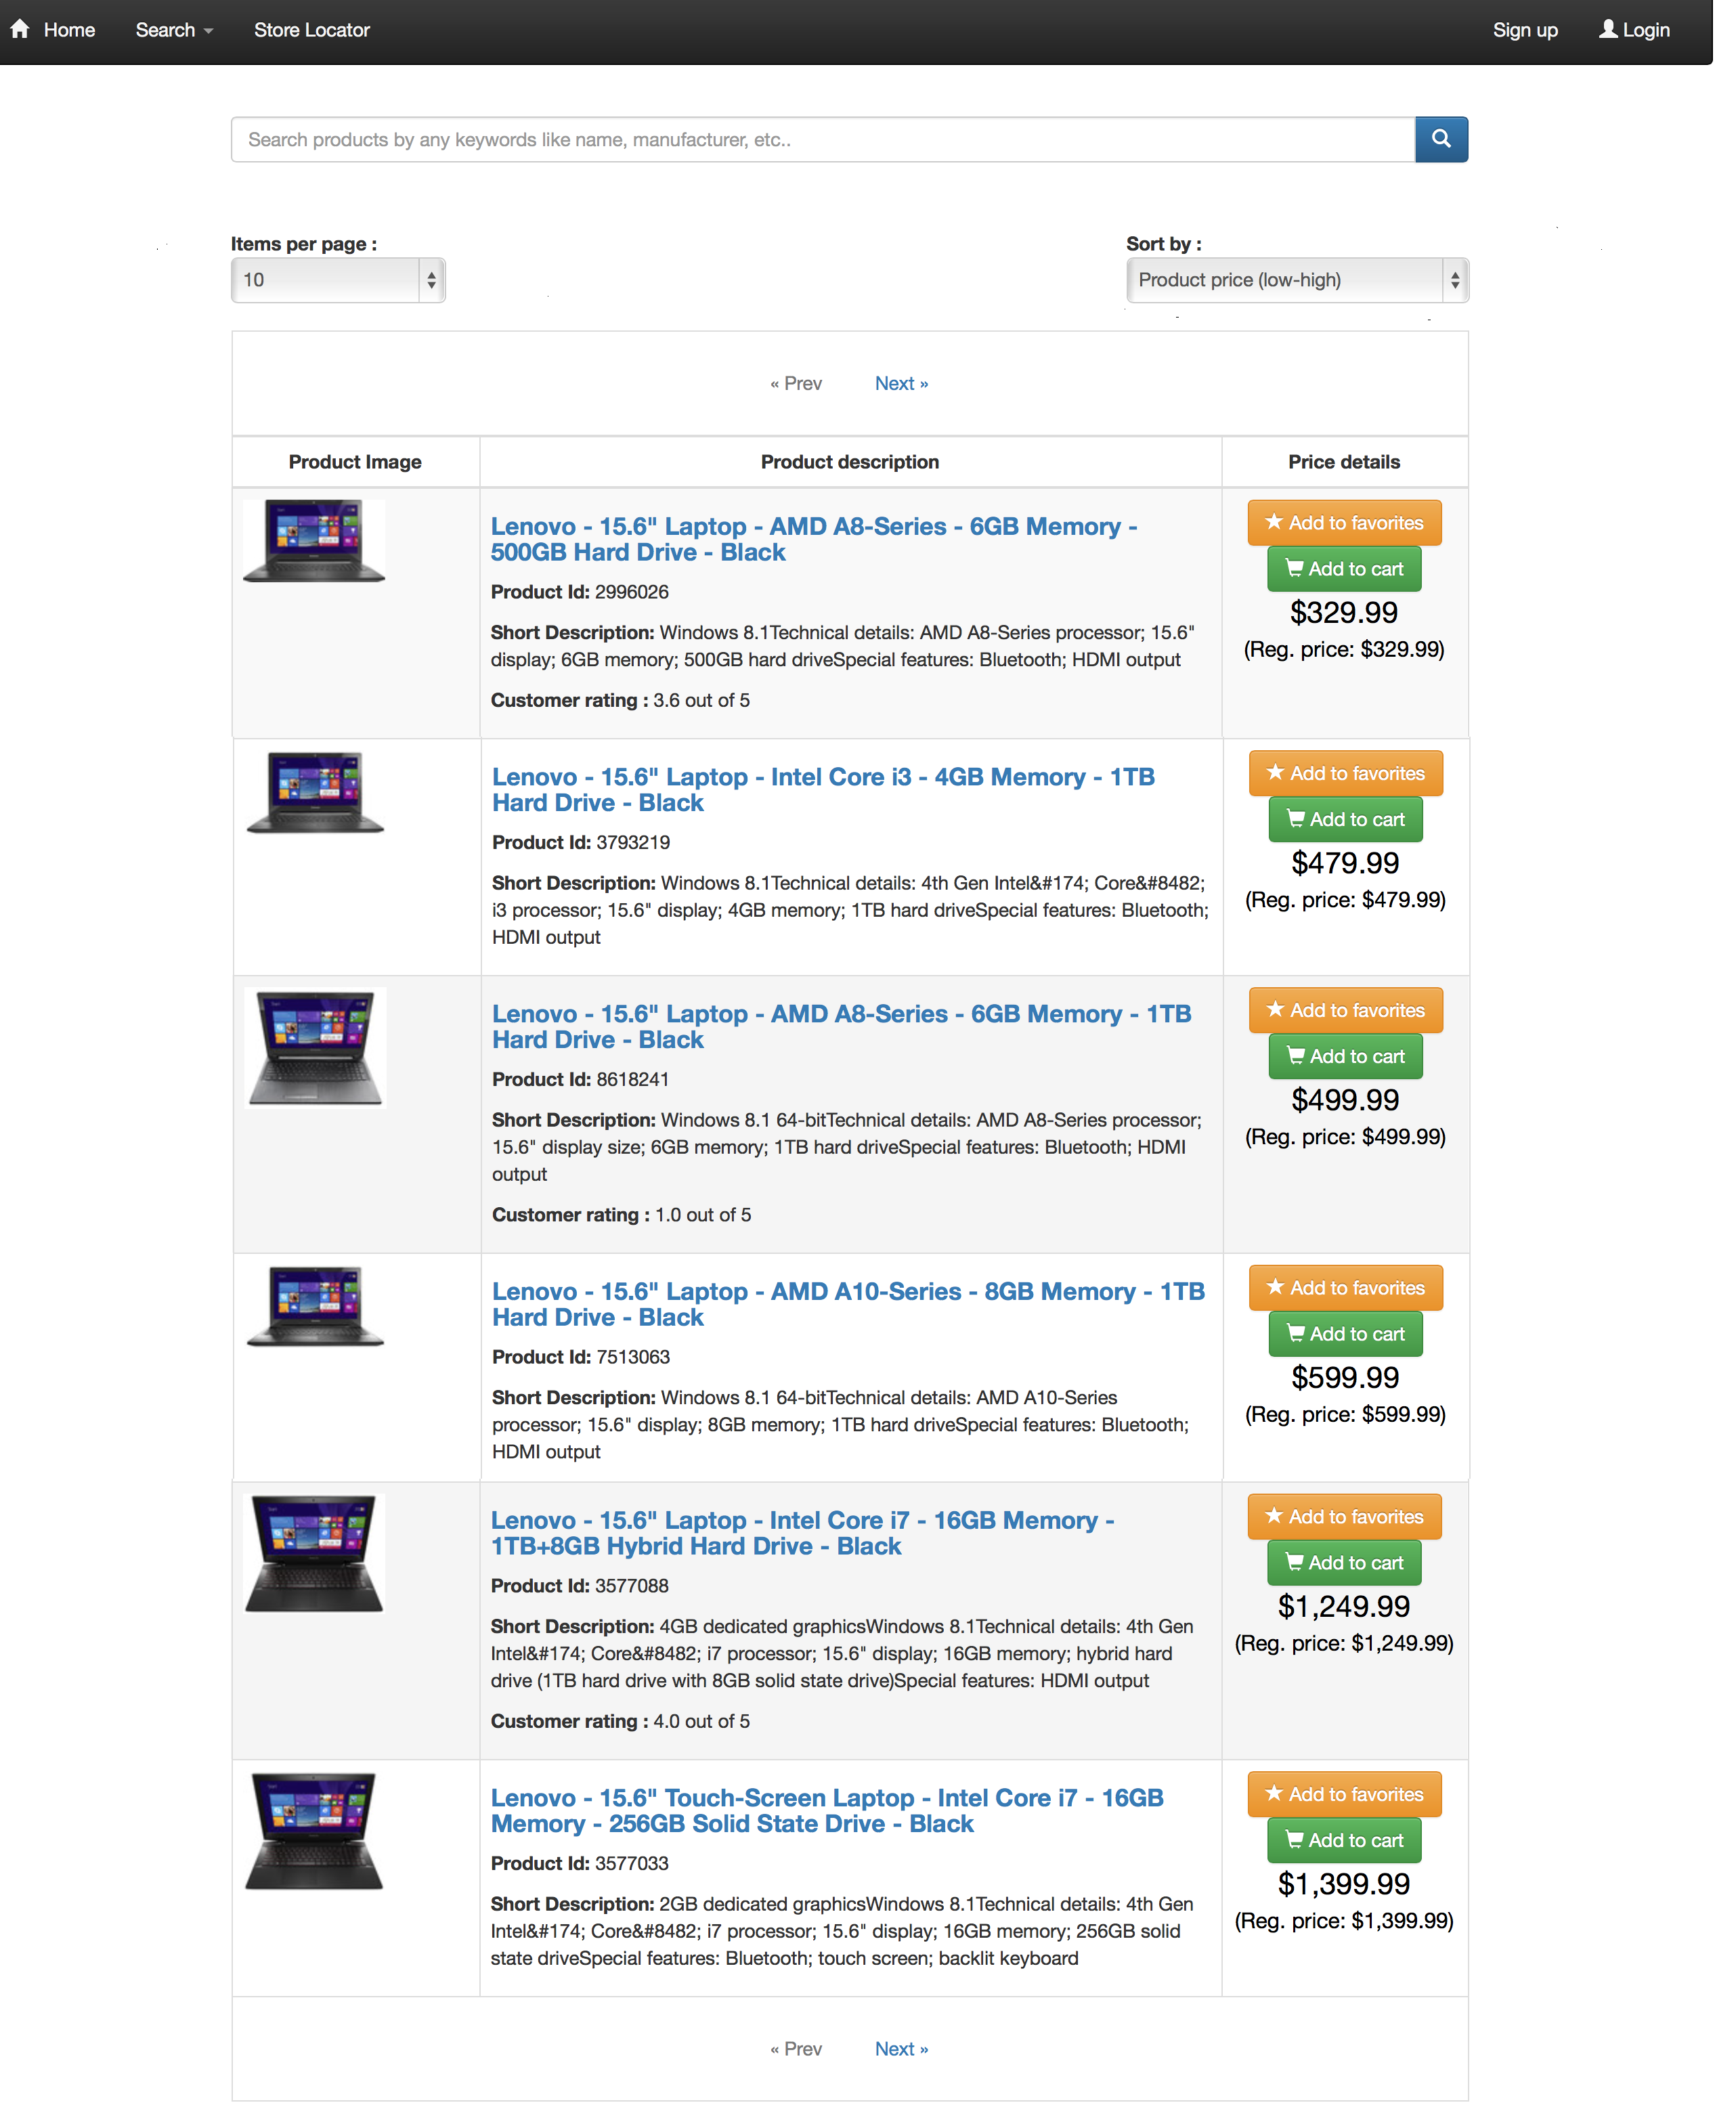 Home Search Store Locator Sign up Login
Search products by any keywords like name, manufacturer, etc..
Items per page : Sort by :
10 Product price (low-high)
« Prev Next »
Product Image Product description Price details
Lenovo - 15.6" Laptop - AMD A8-Series - 6GB Memory -
500GB Hard Drive - Black
Product Id: 2996026
Short Description: Windows 8.1Technical details: AMD A8-Series processor; 15.6"
display; 6GB memory; 500GB hard driveSpecial features: Bluetooth; HDMI output
Customer rating : 3.6 out of 5
Add to favorites
Add to cart
$329.99
(Reg. price: $329.99)
Lenovo - 15.6" Laptop - Intel Core i3 - 4GB Memory - 1TB
Hard Drive - Black
Product Id: 3793219
Short Description: Windows 8.1Technical details: 4th Gen Intel&#174; Core&#8482;
i3 processor; 15.6" display; 4GB memory; 1TB hard driveSpecial features: Bluetooth;
HDMI output
Add to favorites
Add to cart
$479.99
(Reg. price: $479.99)
Lenovo - 15.6" Laptop - AMD A8-Series - 6GB Memory - 1TB
Hard Drive - Black
Product Id: 8618241
Short Description: Windows 8.1 64-bitTechnical details: AMD A8-Series processor;
15.6" display size; 6GB memory; 1TB hard driveSpecial features: Bluetooth; HDMI
output
Customer rating : 1.0 out of 5
Add to favorites
Add to cart
$499.99
(Reg. price: $499.99)
Lenovo - 15.6" Laptop - AMD A10-Series - 8GB Memory - 1TB
Hard Drive - Black
Product Id: 7513063
Short Description: Windows 8.1 64-bitTechnical details: AMD A10-Series
processor; 15.6" display; 8GB memory; 1TB hard driveSpecial features: Bluetooth;
HDMI output
Add to favorites
Add to cart
$599.99
(Reg. price: $599.99)
Lenovo - 15.6" Laptop - Intel Core i7 - 16GB Memory -
1TB+8GB Hybrid Hard Drive - Black
Product Id: 3577088
Short Description: 4GB dedicated graphicsWindows 8.1Technical details: 4th Gen
Intel&#174; Core&#8482; i7 processor; 15.6" display; 16GB memory; hybrid hard
drive (1TB hard drive with 8GB solid state drive)Special features: HDMI output
Customer rating : 4.0 out of 5
Add to favorites
Add to cart
$1,249.99
(Reg. price: $1,249.99)
Lenovo - 15.6" Touch-Screen Laptop - Intel Core i7 - 16GB
Memory - 256GB Solid State Drive - Black
Product Id: 3577033
Short Description: 2GB dedicated graphicsWindows 8.1Technical details: 4th Gen
Intel&#174; Core&#8482; i7 processor; 15.6" display; 16GB memory; 256GB solid
state driveSpecial features: Bluetooth; touch screen; backlit keyboard
Add to favorites
Add to cart
$1,399.99
(Reg. price: $1,399.99)
« Prev Next »